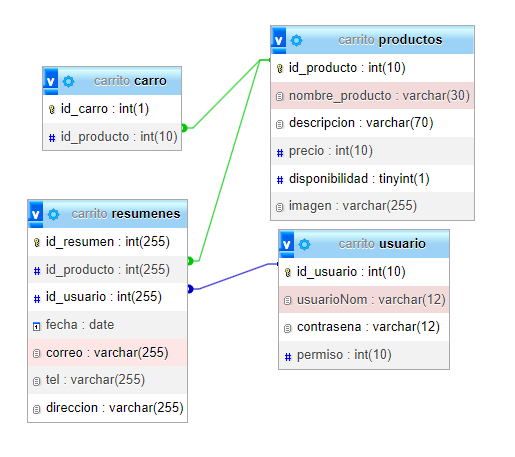 v carrito carro
id_carro : int(1)
# id_producto : int(10)
v carrito productos
id_producto : int(10)
nombre_producto : varchar(30)
descripcion : varchar(70)
# precio : int(10)
# disponibilidad : tinyint(1)
imagen : varchar(255)
v carrito resumenes
id_resumen : int(255)
# id_producto : int(255)
# id_usuario : int(255)
fecha : date
correo : varchar(255)
tel : varchar(255)
direccion : varchar(255)
v carrito usuario
id_usuario : int(10)
usuarioNom : varchar(12)
contrasena : varchar(12)
# permiso : int(10)